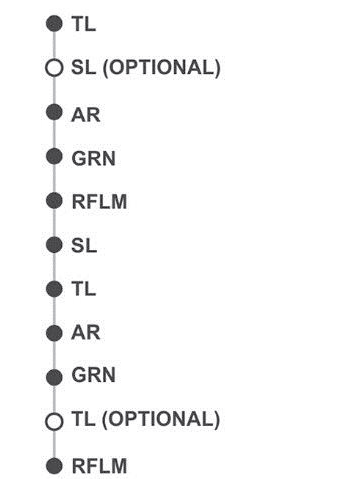 TL
SL (OPTIONAL)
AR
GRN
RFLM
SL
TL
AR
GRN
TL (OPTIONAL)
RFLM